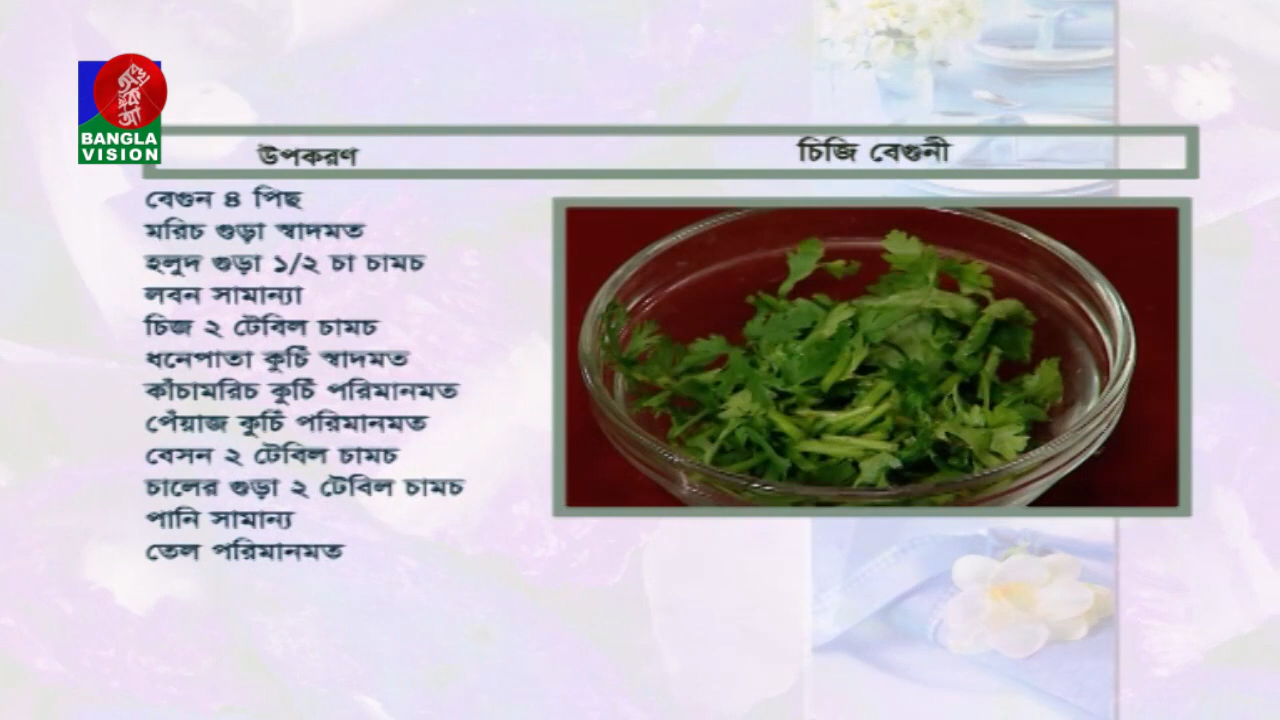 BANGLA
VISION
উপকরণ
চিজি বেগুনী
বেগুন ৪ পিছ
মরিচ গুড়া স্বাদমত
হলুদ গুড়া ১/২ চা চামচ
লবন সামান্যা
চিজ ২ টেবিল চামচ
ধনেপাতা কুচি স্বাদমত
কাঁচামরিচ কুচি পরিমানমত
পেঁয়াজ কুচি পরিমানমত
বেসন ২ টেবিল চামচ
চালের গুড়া ২ টেবিল চামচ
পানি সামান্য
তেল পরিমানমত